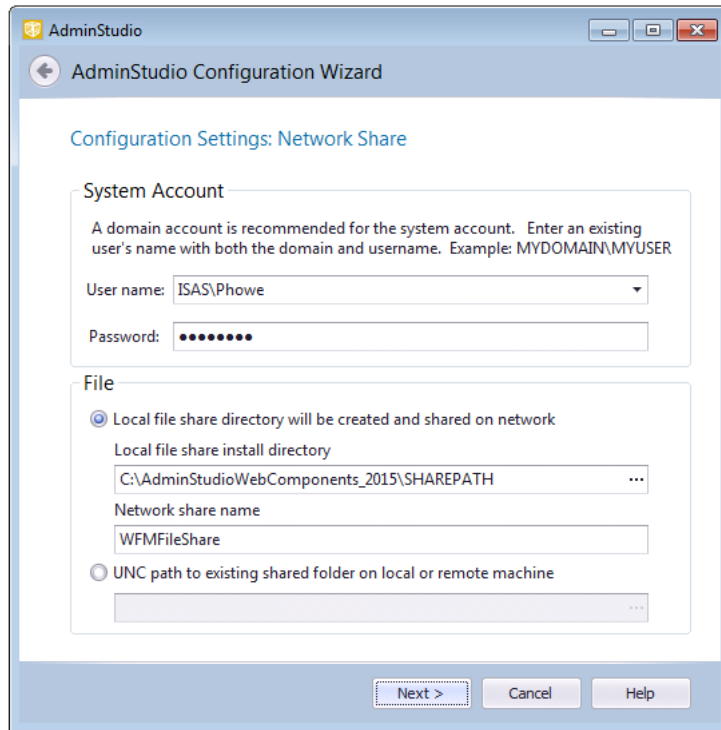 AdminStudio
AdminStudio Configuration Wizard
Configuration Settings: Network Share
System Account
A domain account is recommended for the system account. Enter an existing
user's name with both the domain and username. Example: MYDOMAIN\MYUSER
User name: ISAS\Phowe
Password: ●●●●●●●●
File
Local file share directory will be created and shared on network
Local file share install directory
C:\AdminStudioWebComponents_2015\SHAREPATH ...
Network share name
WFMFileShare
UNC path to existing shared folder on local or remote machine
...
Next > Cancel Help